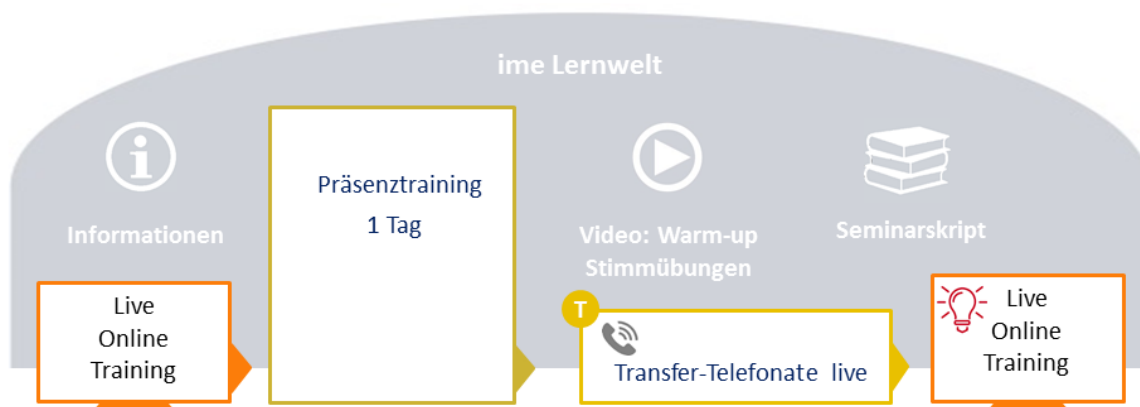 ime Lernwelt
Informationen
Präsenztraining
1 Tag
Video: Warm-up
Stimmübungen
Seminarskript
Live
Online
Training
T
Transfer-Telefonate live
Live
Online
Training